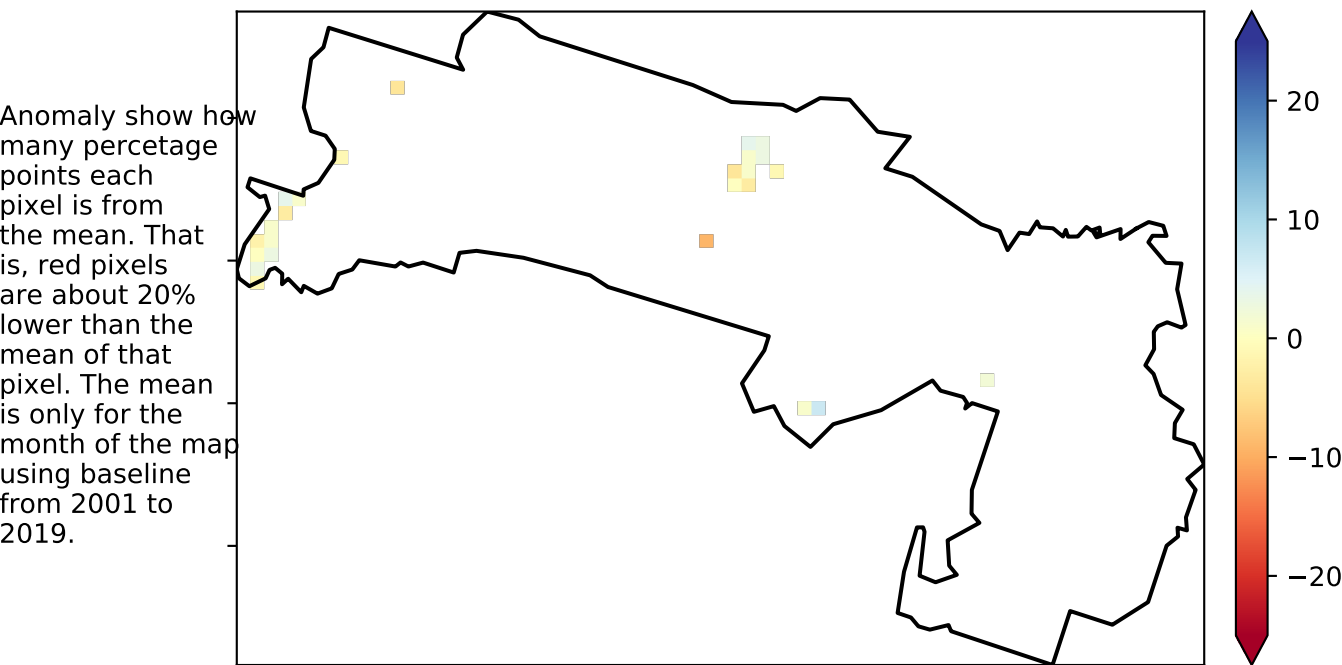 Anomaly show how
many percetage
points each
pixel is from
the mean. That
is, red pixels
are about 20%
lower than the
mean of that
pixel. The mean
is only for the
month of the map
using baseline
from 2001 to
2019.
20
10
0
−10
−20